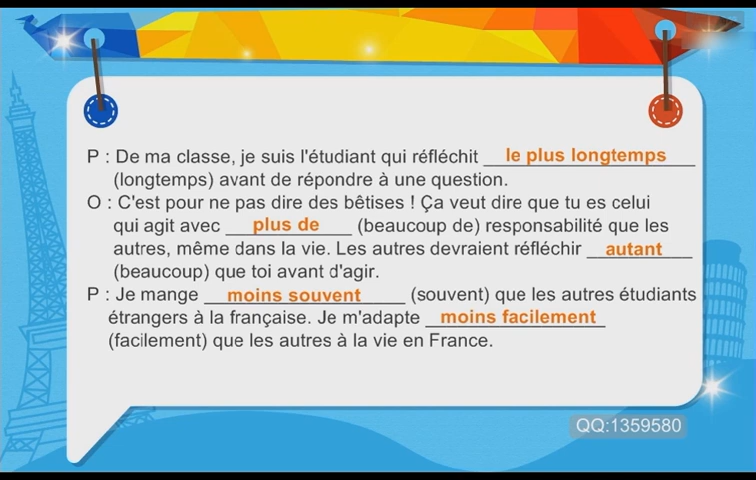 P : De ma classe, je suis l'étudiant qui réfléchit le plus longtemps
(longtemps) avant de répondre à une question.
O : C'est pour ne pas dire des bêtises ! Ça veut dire que tu es celui
qui agit avec plus de (beaucoup de) responsabilité que les
autres, même dans la vie. Les autres devraient réfléchir autant
(beaucoup) que toi avant d'agir.
P : Je mange moins souvent (souvent) que les autres étudiants
étrangers à la française. Je m'adapte moins facilement
(facilement) que les autres à la vie en France.
QQ:1359580